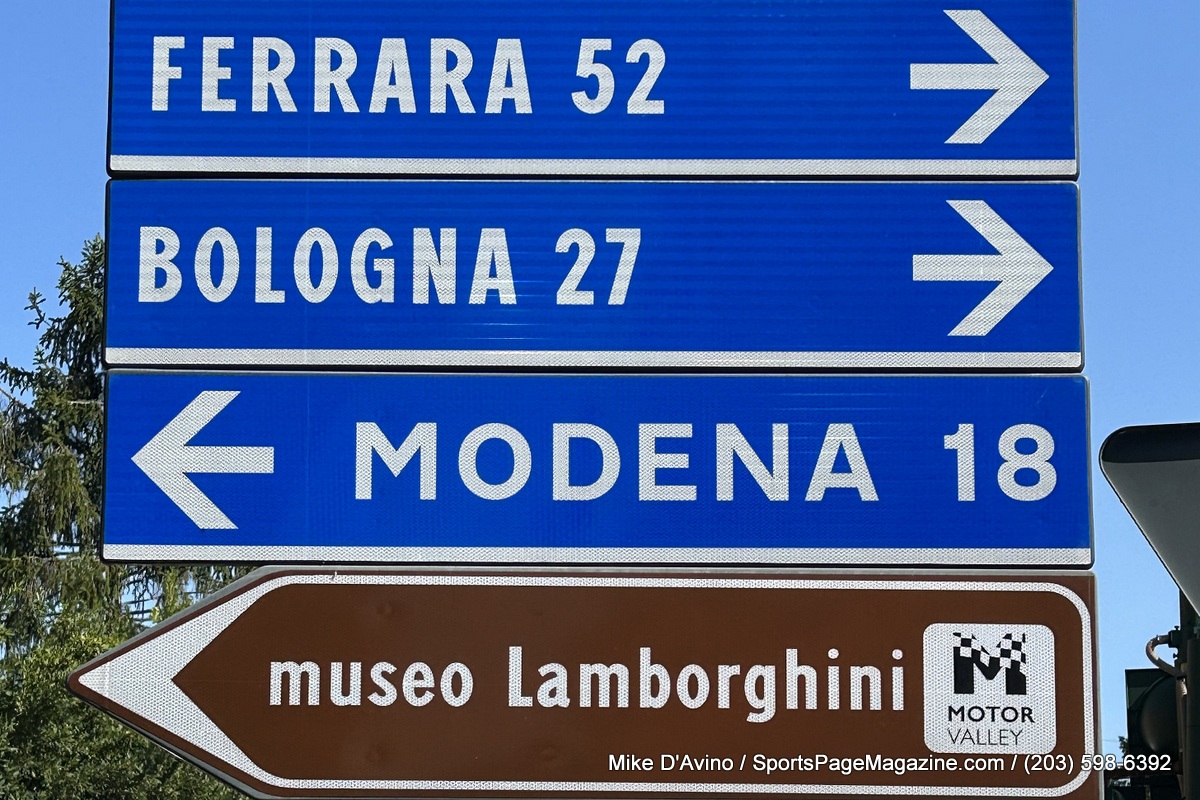 FERRARA 52
BOLOGNA 27
MODENA 18
museo Lamborghini
MOTOR
VALLEY
Mike D'Avino / SportsPageMagazine.com / (203) 598-6392